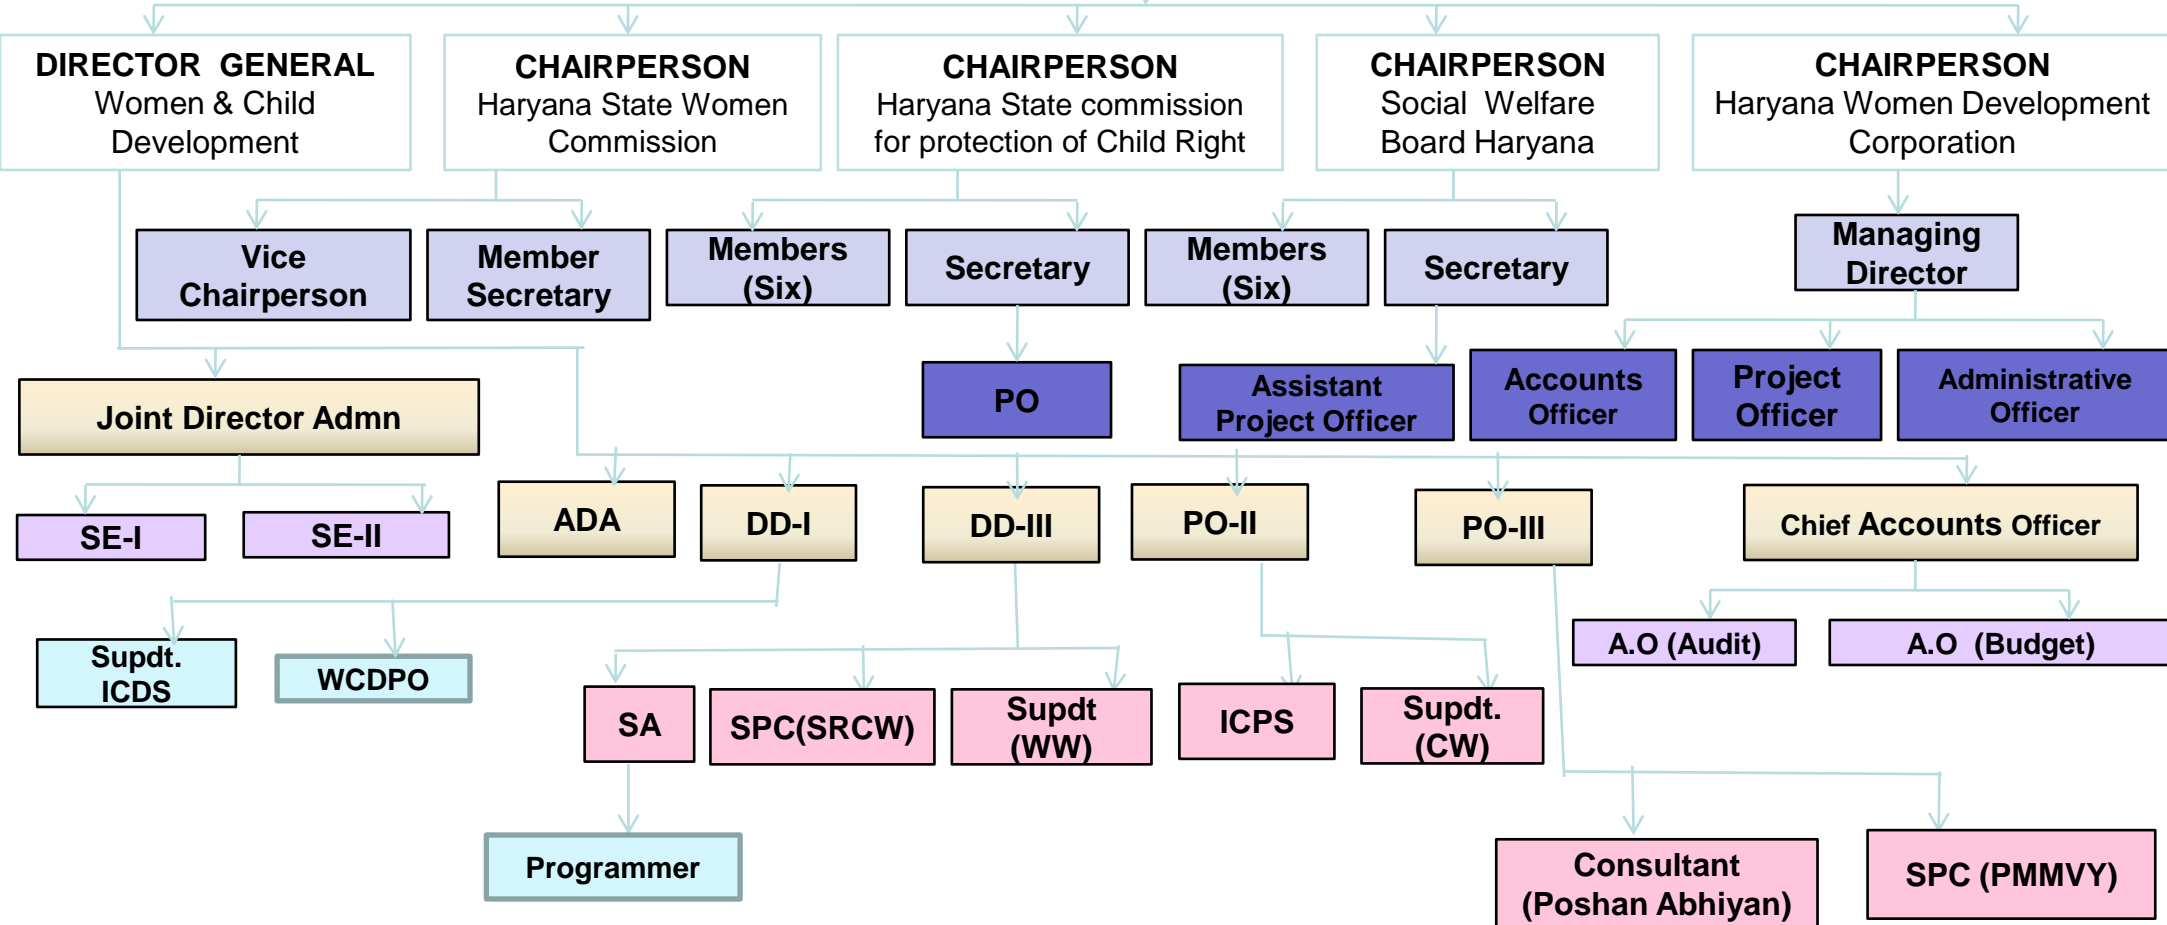 DIRECTOR GENERAL
Women & Child
Development
CHAIRPERSON
Haryana State Women
Commission
CHAIRPERSON
Haryana State commission
for protection of Child Right
CHAIRPERSON
Social Welfare
Board Haryana
CHAIRPERSON
Haryana Women Development
Corporation
Vice
Chairperson
Member
Secretary
Members
(Six)
Secretary
Members
(Six)
Secretary
Managing
Director
Joint Director Admn
PO
Assistant
Project Officer
Accounts
Officer
Project
Officer
Administrative
Officer
SE-I
SE-II
ADA
DD-I
DD-III
PO-II
PO-III
Chief Accounts Officer
Supdt.
ICDS
WCDPO
SA
SPC(SRCW)
Supdt
(WW)
ICPS
Supdt.
(CW)
A.O (Audit)
A.O (Budget)
Programmer
Consultant
(Poshan Abhiyan)
SPC (PMMVY)